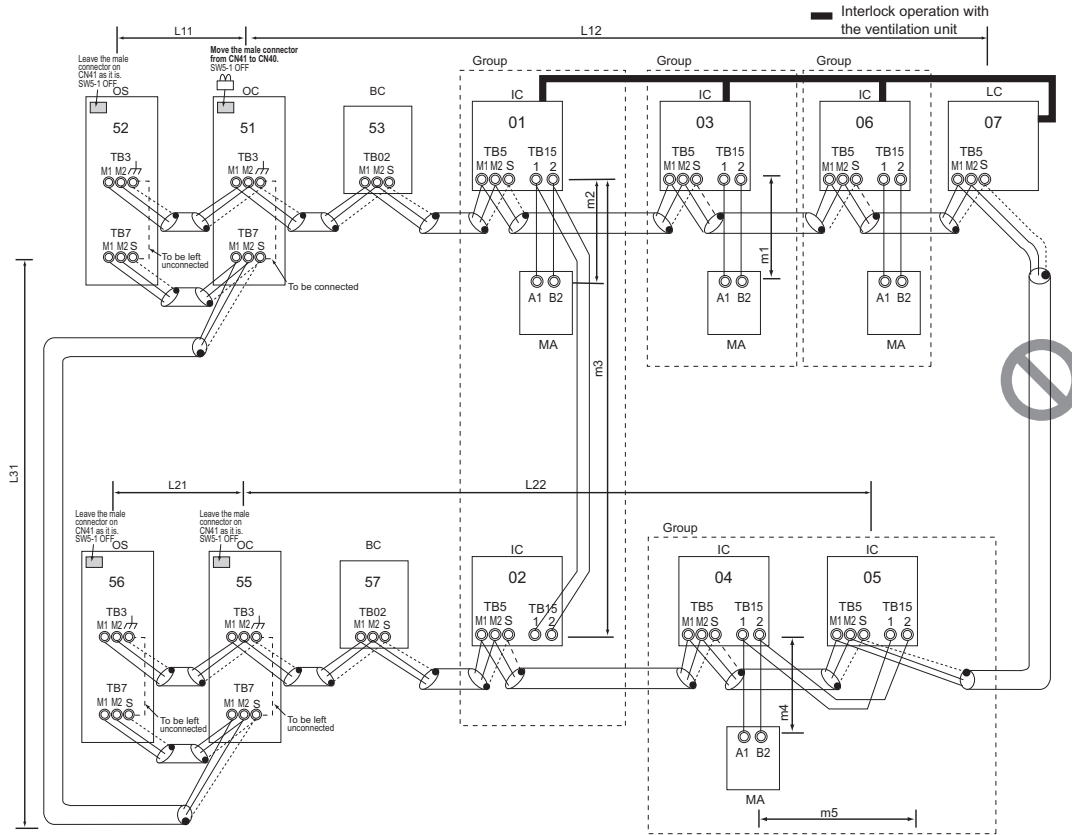 Interlock operation with
the ventilation unit
L11
L12
Leave the male
connector on
CN41 as it is.
SW5-1 OFF
Move the male connector
from CN41 to CN40.
SW5-1 OFF
Group
Group
Group
OS
OC
BC
IC
IC
IC
LC
52
51
53
01
03
06
07
TB3
TB3
TB02
TB5
TB15
TB5
TB15
TB5
TB15
TB5
M1 M2
M1 M2
M1 M2 S
M1 M2 S
1 2
M1 M2 S
1 2
M1 M2 S
1 2
M1 M2 S
m2
m1
TB7
TB7
M1 M2 S
M1 M2 S
To be left
unconnected
To be connected
A1 B2
A1 B2
A1 B2
MA
MA
MA
m3
L31
L21
L22
Leave the male
connector on
CN41 as it is.
SW5-1 OFF
Leave the male
connector on
CN41 as it is.
SW5-1 OFF
Group
OS
OC
BC
IC
IC
IC
56
55
57
02
04
05
TB3
TB3
TB02
TB5
TB15
TB5
TB15
TB5
TB15
M1 M2
M1 M2
M1 M2 S
M1 M2 S
1 2
M1 M2 S
1 2
M1 M2 S
1 2
TB7
TB7
M1 M2 S
M1 M2 S
To be left
unconnected
To be left
unconnected
m4
A1 B2
MA
m5